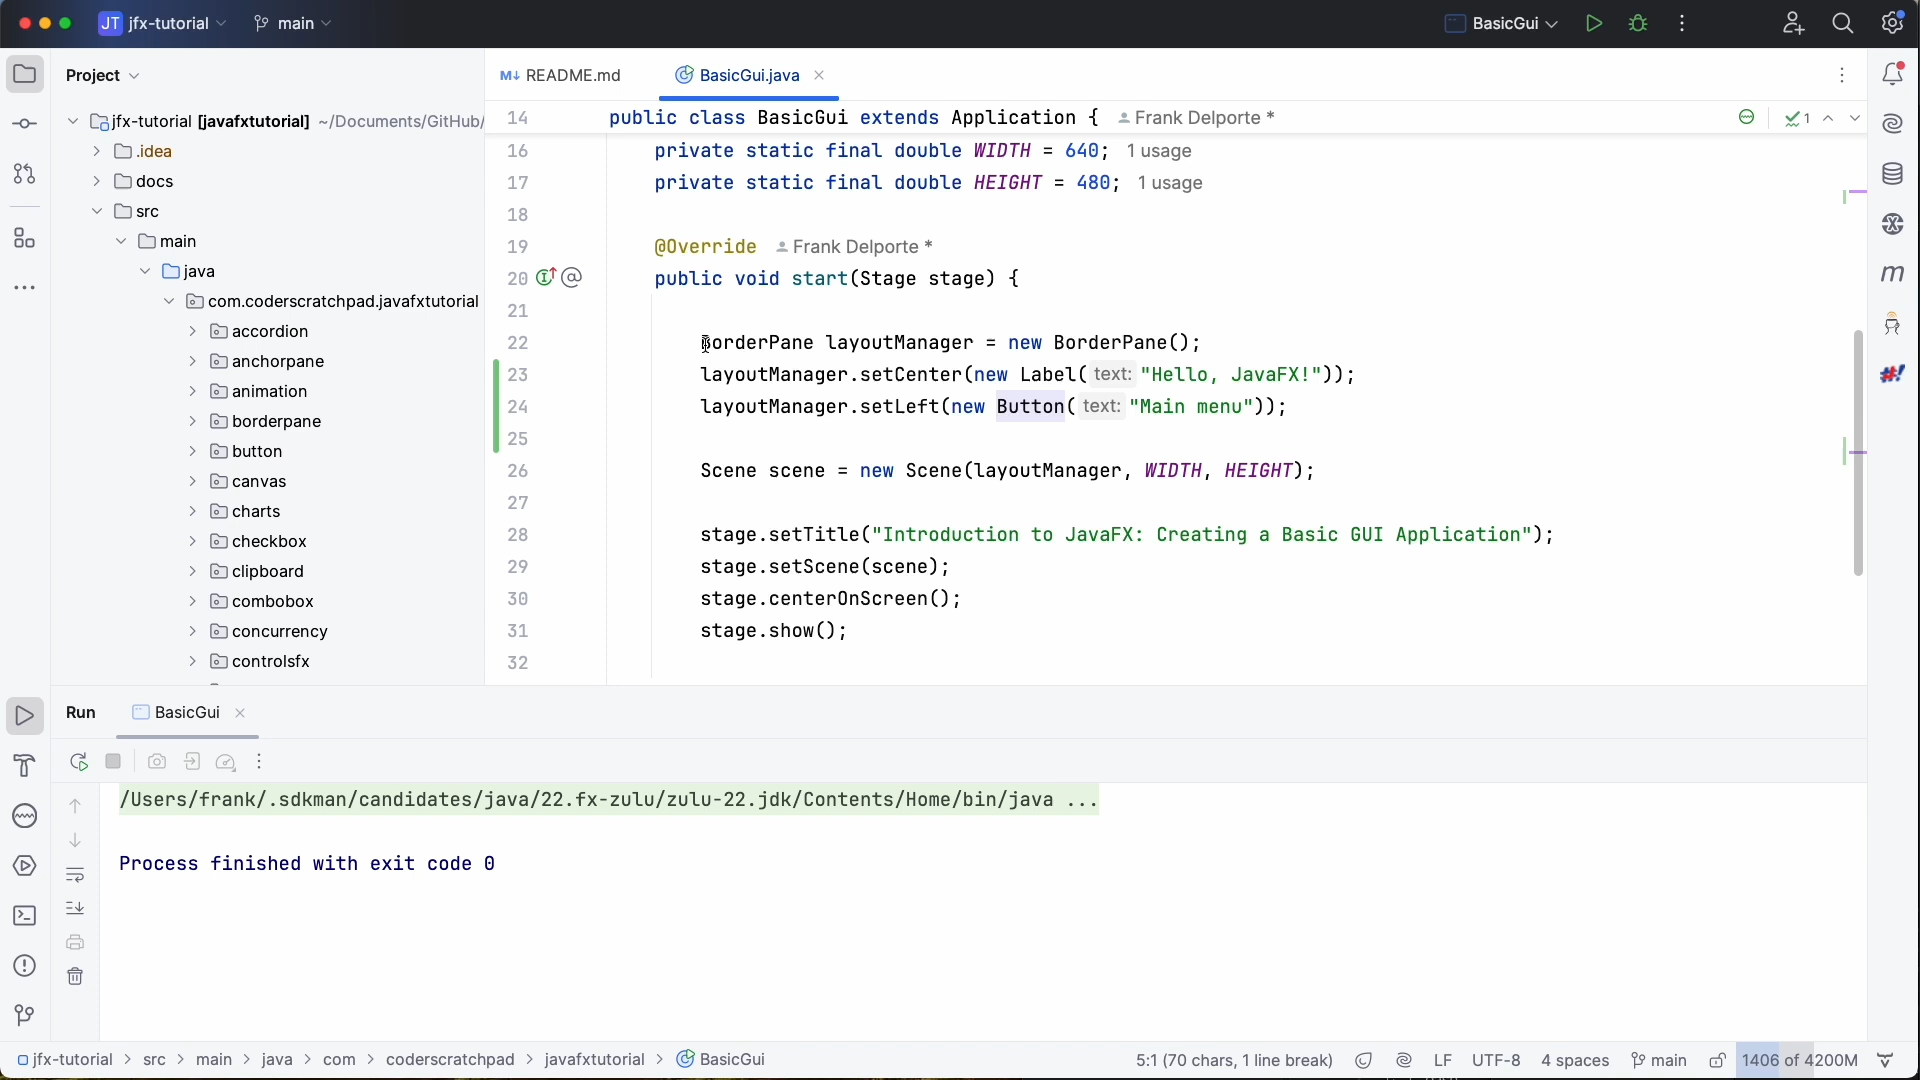 JT jfx-tutorial main BasicGui
Project
README.md BasicGui.java
jfx-tutorial [javafxtutorial] ~/Documents/GitHub/
.idea
docs
src
main
java
com.coderscratchpad.javafxtutorial
accordion
anchorpane
animation
borderpane
button
canvas
charts
checkbox
clipboard
combobox
concurrency
controlsfx
14 public class BasicGui extends Application { Frank Delporte * 1
16 private static final double WIDTH = 640; 1 usage
17 private static final double HEIGHT = 480; 1 usage
18
19 @Override Frank Delporte *
20 public void start(Stage stage) {
21
22 BorderPane layoutManager = new BorderPane();
23 layoutManager.setCenter(new Label( text: "Hello, JavaFX!"));
24 layoutManager.setLeft(new Button( text: "Main menu"));
25
26 Scene scene = new Scene(layoutManager, WIDTH, HEIGHT);
27
28 stage.setTitle("Introduction to JavaFX: Creating a Basic GUI Application");
29 stage.setScene(scene);
30 stage.centerOnScreen();
31 stage.show();
32
Run BasicGui
/Users/frank/.sdkman/candidates/java/22.fx-zulu/zulu-22.jdk/Contents/Home/bin/java ...
Process finished with exit code 0
jfx-tutorial > src > main > java > com > coderscratchpad > javafxtutorial > BasicGui 5:1 (70 chars, 1 line break) LF UTF-8 4 spaces main 1406 of 4200M